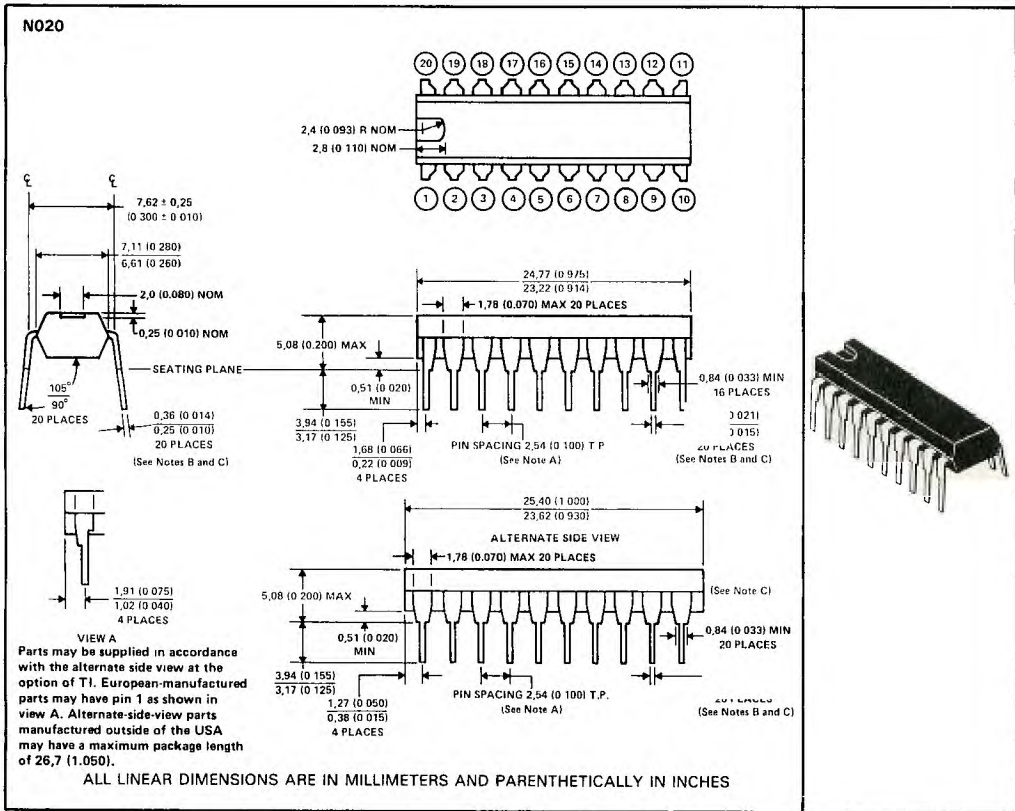 N020
20 19 18 17 16 15 14 13 12 11
2,4 (0 093) R NOM
2,8 (0 110) NOM
1 2 3 4 5 6 7 8 9 10
℄ ℄
7,62 ± 0,25
(0 300 ± 0 010)
7,11 (0 280)
6,61 (0 260)
2,0 (0.080) NOM
0,25 (0 010) NOM
105°
90°
20 PLACES
0,36 (0 014)
0,25 (0 010)
20 PLACES
(See Notes B and C)
SEATING PLANE
24,77 (0 975)
23,22 (0 914)
1,78 (0.070) MAX 20 PLACES
5,08 (0.200) MAX
0,51 (0 020)
MIN
0,84 (0 033) MIN
16 PLACES
3,94 (0 155)
3,17 (0 125)
1,68 (0 066)
0,22 (0 009)
4 PLACES
PIN SPACING 2,54 (0 100) T P
(See Note A)
0 021)
0 015)
20 PLACES
(See Notes B and C)
1,91 (0 075)
1,02 (0 040)
4 PLACES
VIEW A
25,40 (1 000)
23,62 (0 930)
ALTERNATE SIDE VIEW
1,78 (0.070) MAX 20 PLACES
5,08 (0 200) MAX
(See Note C)
0,51 (0 020)
MIN
0,84 (0 033) MIN
20 PLACES
3,94 (0 155)
3,17 (0 125)
1,27 (0 050)
0,38 (0 015)
4 PLACES
PIN SPACING 2,54 (0 100) T.P.
(See Note A)
(See Notes B and C)
Parts may be supplied in accordance
with the alternate side view at the
option of TI. European-manufactured
parts may have pin 1 as shown in
view A. Alternate-side-view parts
manufactured outside of the USA
may have a maximum package length
of 26,7 (1.050).
ALL LINEAR DIMENSIONS ARE IN MILLIMETERS AND PARENTHETICALLY IN INCHES